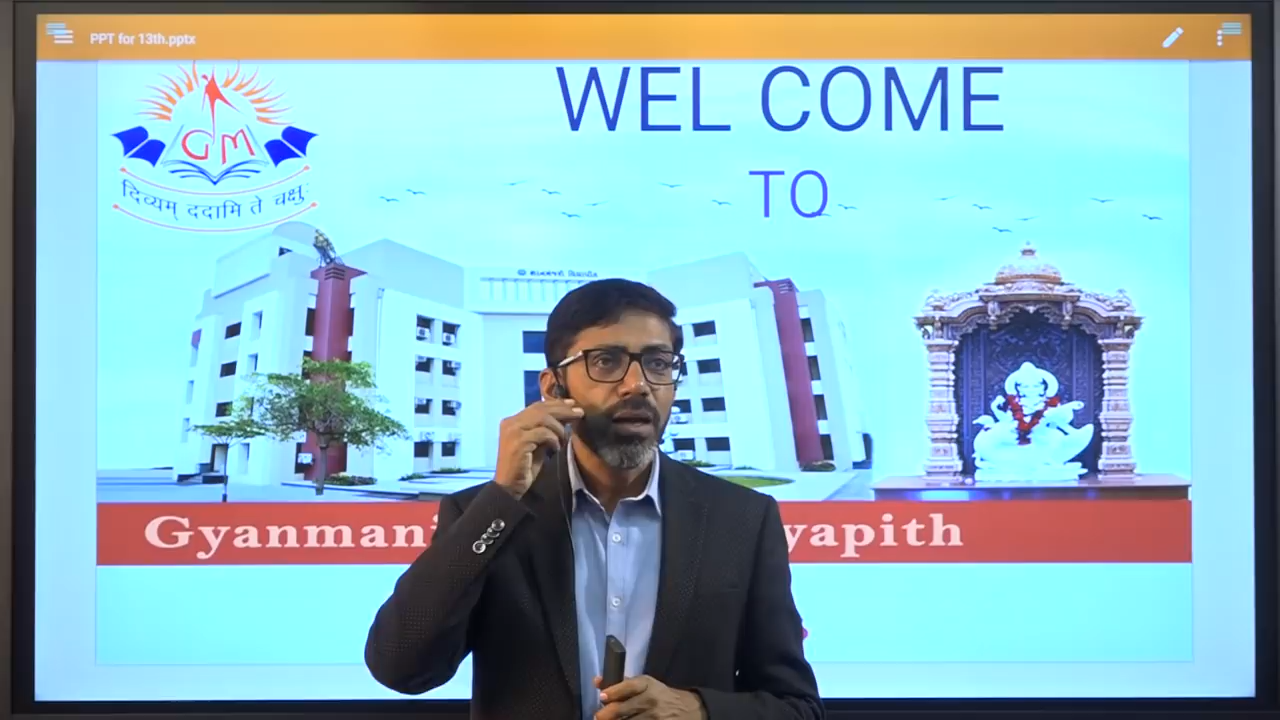 PPT for 13th.pptx
WEL COME
TO
GM
दिव्यम् ददामि ते चक्षु:
Gyanmani
yapith